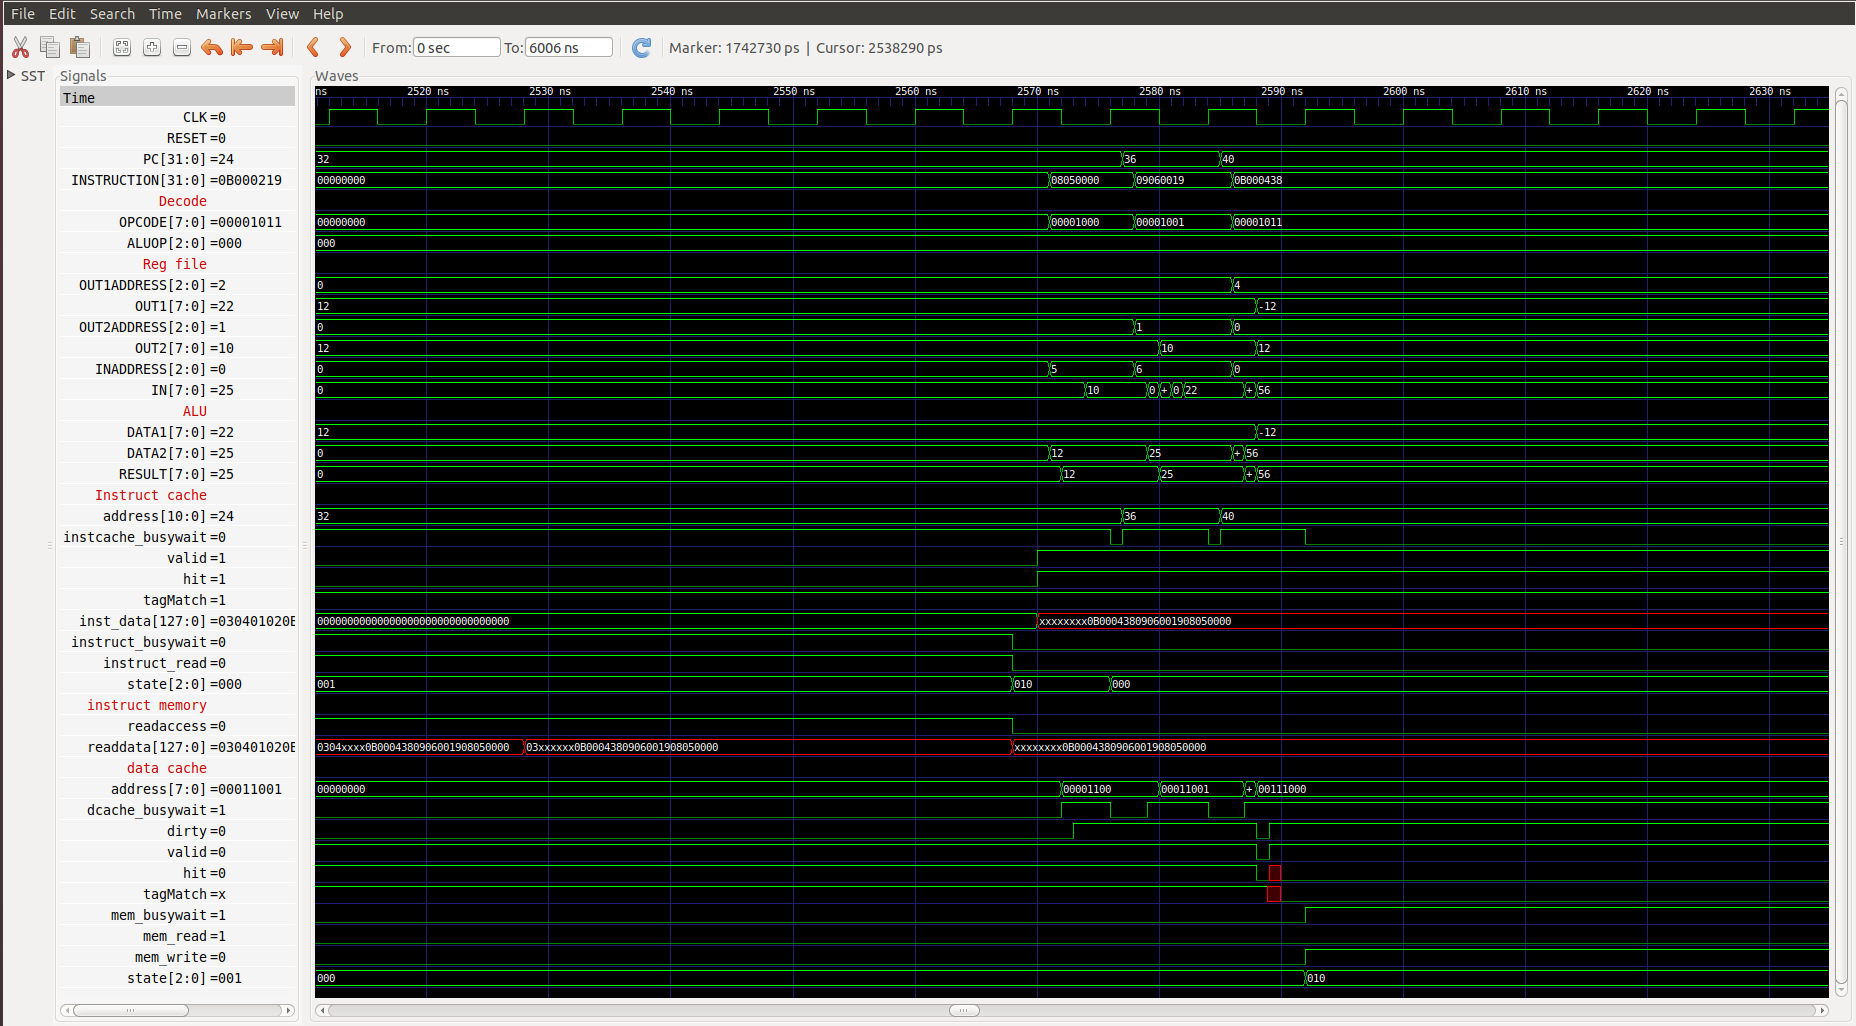 File Edit Search Time Markers View Help
From: 0 sec To: 6006 ns Marker: 1742730 ps | Cursor: 2538290 ps
SST Signals Waves
Time ns 2520 ns 2530 ns 2540 ns 2550 ns 2560 ns 2570 ns 2580 ns 2590 ns 2600 ns 2610 ns 2620 ns 2630 ns
CLK =0
RESET =0
PC[31:0] =24 32 36 40
INSTRUCTION[31:0] =0B000219 00000000 08050000 09060019 0B000438
Decode
OPCODE[7:0] =00001011 00000000 00001000 00001001 00001011
ALUOP[2:0] =000 000
Reg file
OUT1ADDRESS[2:0] =2 0 4
OUT1[7:0] =22 12 -12
OUT2ADDRESS[2:0] =1 0 1 0
OUT2[7:0] =10 12 10 12
INADDRESS[2:0] =0 0 5 6 0
IN[7:0] =25 0 10 0 + 0 22 + 56
ALU
DATA1[7:0] =22 12 -12
DATA2[7:0] =25 0 12 25 + 56
RESULT[7:0] =25 0 12 25 + 56
Instruct cache
address[10:0] =24 32 36 40
instcache_busywait =0
valid =1
hit =1
tagMatch =1
inst_data[127:0] =030401020 00000000000000000000000000000000 xxxxxxxx0B0004380906001908050000
instruct_busywait =0
instruct_read =0
state[2:0] =000 001 010 000
instruct memory
readaccess =0
readdata[127:0] =030401020 0304xxxx0B0004380906001908050000 03xxxxxx0B0004380906001908050000 xxxxxxxx0B0004380906001908050000
data cache
address[7:0] =00011001 00000000 00001100 00011001 + 00111000
dcache_busywait =1
dirty =0
valid =0
hit =0
tagMatch =x
mem_busywait =1
mem_read =1
mem_write =0
state[2:0] =001 000 010